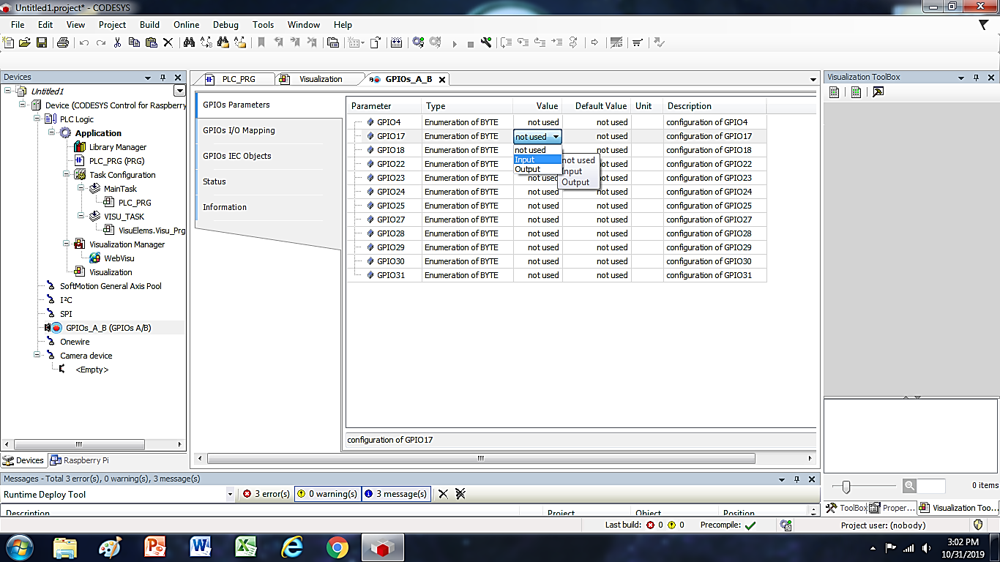 Untitled1.project* - CODESYS
File Edit View Project Build Online Debug Tools Window Help
Devices
Untitled1
Device (CODESYS Control for Raspberry
PLC Logic
Application
Library Manager
PLC_PRG (PRG)
Task Configuration
MainTask
PLC_PRG
VISU_TASK
VisuElems.Visu_Prg
Visualization Manager
WebVisu
Visualization
SoftMotion General Axis Pool
I²C
SPI
GPIOs_A_B (GPIOs A/B)
Onewire
Camera device
<Empty>
Devices Raspberry Pi
PLC_PRG Visualization GPIOs_A_B
GPIOs Parameters
GPIOs I/O Mapping
GPIOs IEC Objects
Status
Information
Parameter Type Value Default Value Unit Description
GPIO4 Enumeration of BYTE not used not used configuration of GPIO4
GPIO17 Enumeration of BYTE not used not used configuration of GPIO17
GPIO18 Enumeration of BYTE not used not used configuration of GPIO18
GPIO22 Enumeration of BYTE Input not used configuration of GPIO22
GPIO23 Enumeration of BYTE Output Input configuration of GPIO23
not used Output
GPIO24 Enumeration of BYTE not used not used configuration of GPIO24
GPIO25 Enumeration of BYTE not used not used configuration of GPIO25
GPIO27 Enumeration of BYTE not used not used configuration of GPIO27
GPIO28 Enumeration of BYTE not used not used configuration of GPIO28
GPIO29 Enumeration of BYTE not used not used configuration of GPIO29
GPIO30 Enumeration of BYTE not used not used configuration of GPIO30
GPIO31 Enumeration of BYTE not used not used configuration of GPIO31
configuration of GPIO17
Visualization ToolBox
0 items
ToolBox Proper... Visualization Too...
Messages - Total 3 error(s), 0 warning(s), 3 message(s)
Runtime Deploy Tool 3 error(s) 0 warning(s) 3 message(s)
Description Project Object Position
Last build: 0 0 Precompile: Project user: (nobody)
3:02 PM
10/31/2019